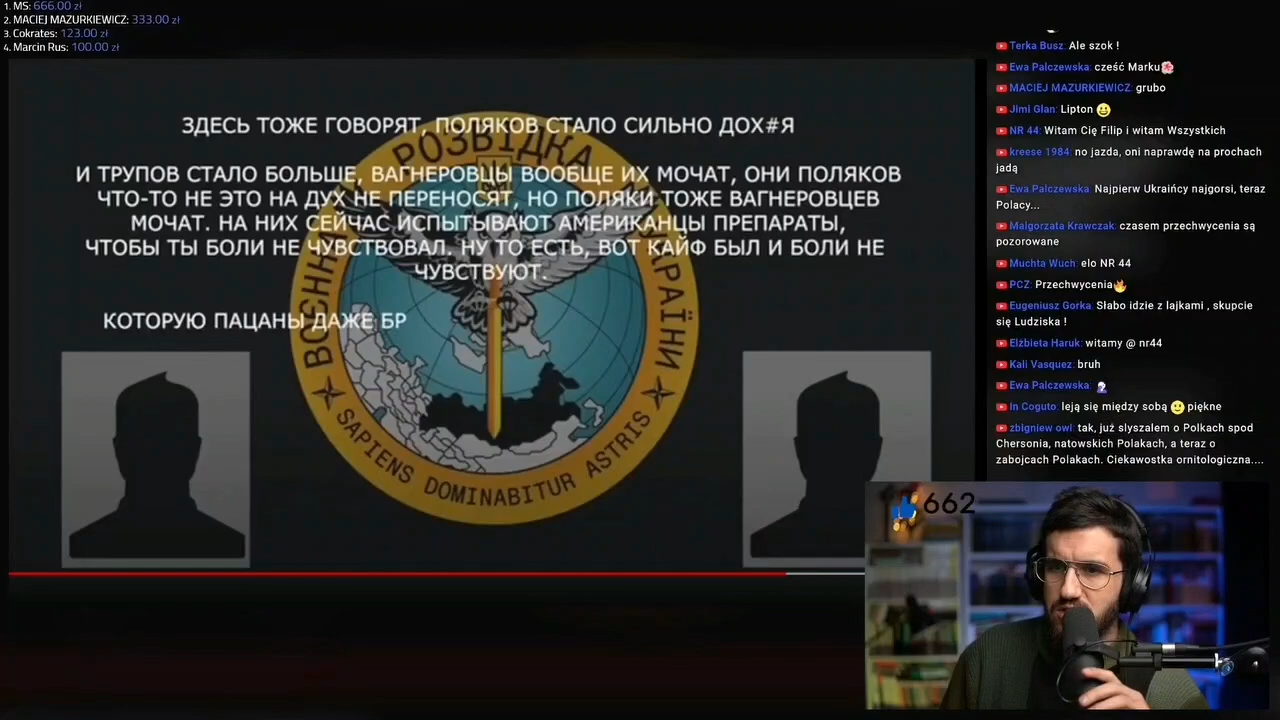 1. MS: 666.00 zł
2. MACIEJ MAZURKIEWICZ: 333.00 zł
3. Cokrates: 123.00 zł
4. Marcin Rus: 100.00 zł
ЗДЕСЬ ТОЖЕ ГОВОРЯТ, ПОЛЯКОВ СТАЛО СИЛЬНО ДОХ#Я
И ТРУПОВ СТАЛО БОЛЬШЕ, ВАГНЕРОВЦЫ ВООБЩЕ ИХ МОЧАТ, ОНИ ПОЛЯКОВ
ЧТО-ТО НЕ ЭТО НА ДУХ НЕ ПЕРЕНОСЯТ, НО ПОЛЯКИ ТОЖЕ ВАГНЕРОВЦЕВ
МОЧАТ. НА НИХ СЕЙЧАС ИСПЫТЫВАЮТ АМЕРИКАНЦЫ ПРЕПАРАТЫ,
ЧТОБЫ ТЫ БОЛИ НЕ ЧУВСТВОВАЛ. НУ ТО ЕСТЬ, ВОТ КАЙФ БЫЛ И БОЛИ НЕ
ЧУВСТВУЮТ.
КОТОРУЮ ПАЦАНЫ ДАЖЕ БР
РОЗВІДКА
SAPIENS DOMINABITUR ASTRIS
Terka Busz: Ale szok !
Ewa Palczewska: cześć Marku🌺
MACIEJ MAZURKIEWICZ: grubo
Jimi Glan: Lipton 🙂
NR 44: Witam Cię Filip i witam Wszystkich
kreese 1984: no jazda, oni naprawdę na prochach
jadą
Ewa Palczewska: Najpierw Ukraińcy najgorsi, teraz
Polacy...
Malgorzata Krawczak: czasem przechwycenia są
pozorowane
Muchta Wuch: elo NR 44
PCZ: Przechwycenia🔥
Eugeniusz Gorka: Słabo idzie z lajkami , skupcie
się Ludziska !
Elżbieta Haruk: witamy @ nr44
Kali Vasquez: bruh
Ewa Palczewska:
In Coguto: leją się między sobą 🙂 piękne
zbigniew owl: tak, już slyszalem o Polkach spod
Chersonia, natowskich Polakach, a teraz o
zabojcach Polakach. Ciekawostka ornitologiczna....
662